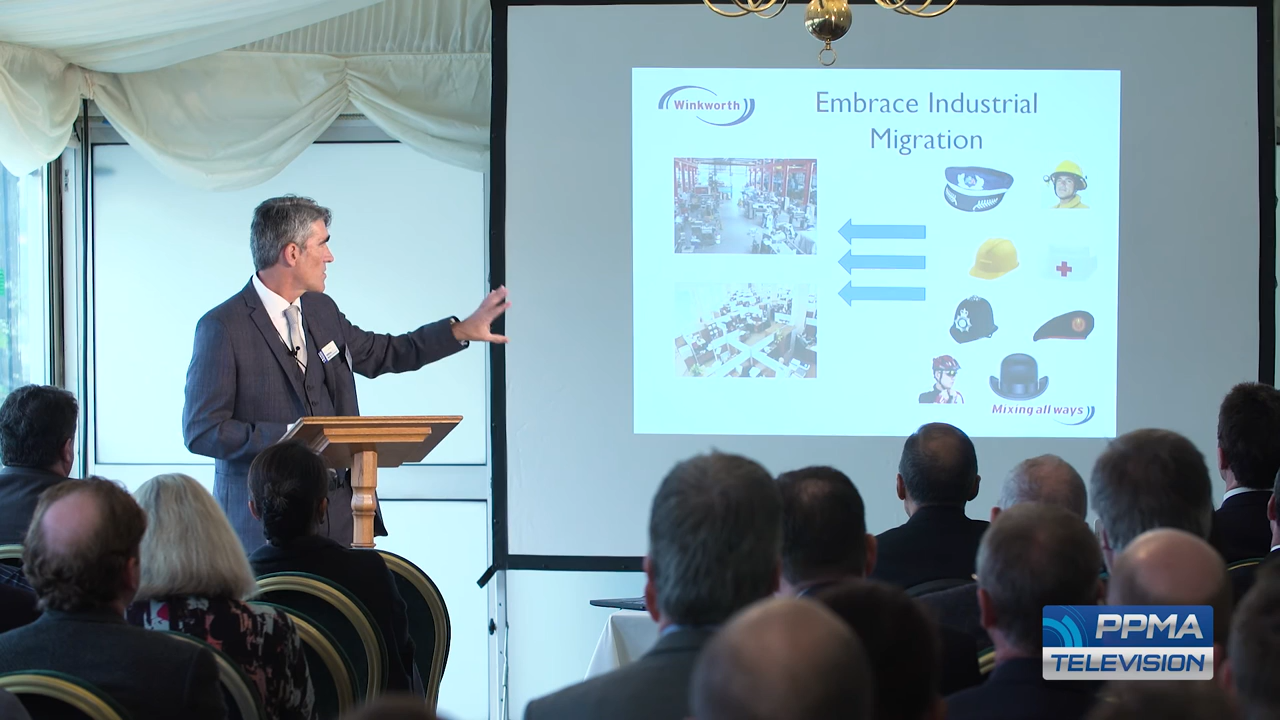 Winkworth
Embrace Industrial
Migration
Mixing all ways
PPMA
TELEVISION